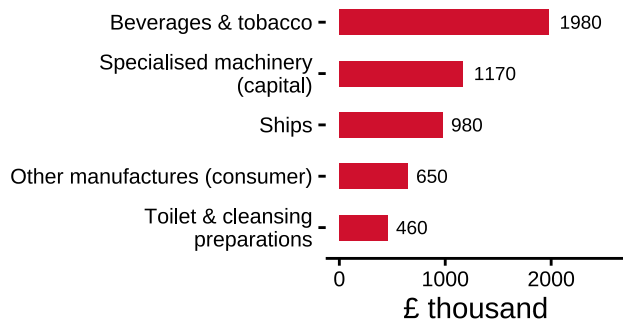 Beverages & tobacco
1980
Specialised machinery
(capital)
1170
Ships
980
Other manufactures (consumer)
650
Toilet & cleansing
preparations
460
0
1000
2000
£ thousand